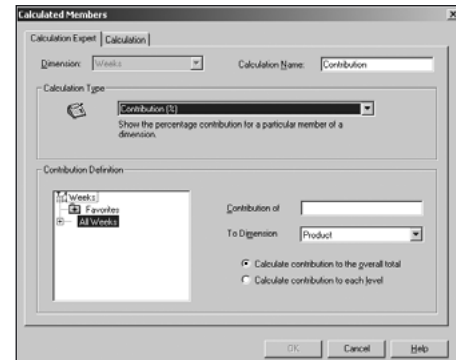 Calculated Members
Calculation Expert Calculation
Dimension: Weeks Calculation Name: Contribution
Calculation Type
Contribution (%)
Show the percentage contribution for a particular member of a
dimension.
Contribution Definition
Weeks
Favorites
All Weeks
Contribution of
To Dimension Product
Calculate contribution to the overall total
Calculate contribution to each level
OK Cancel Help